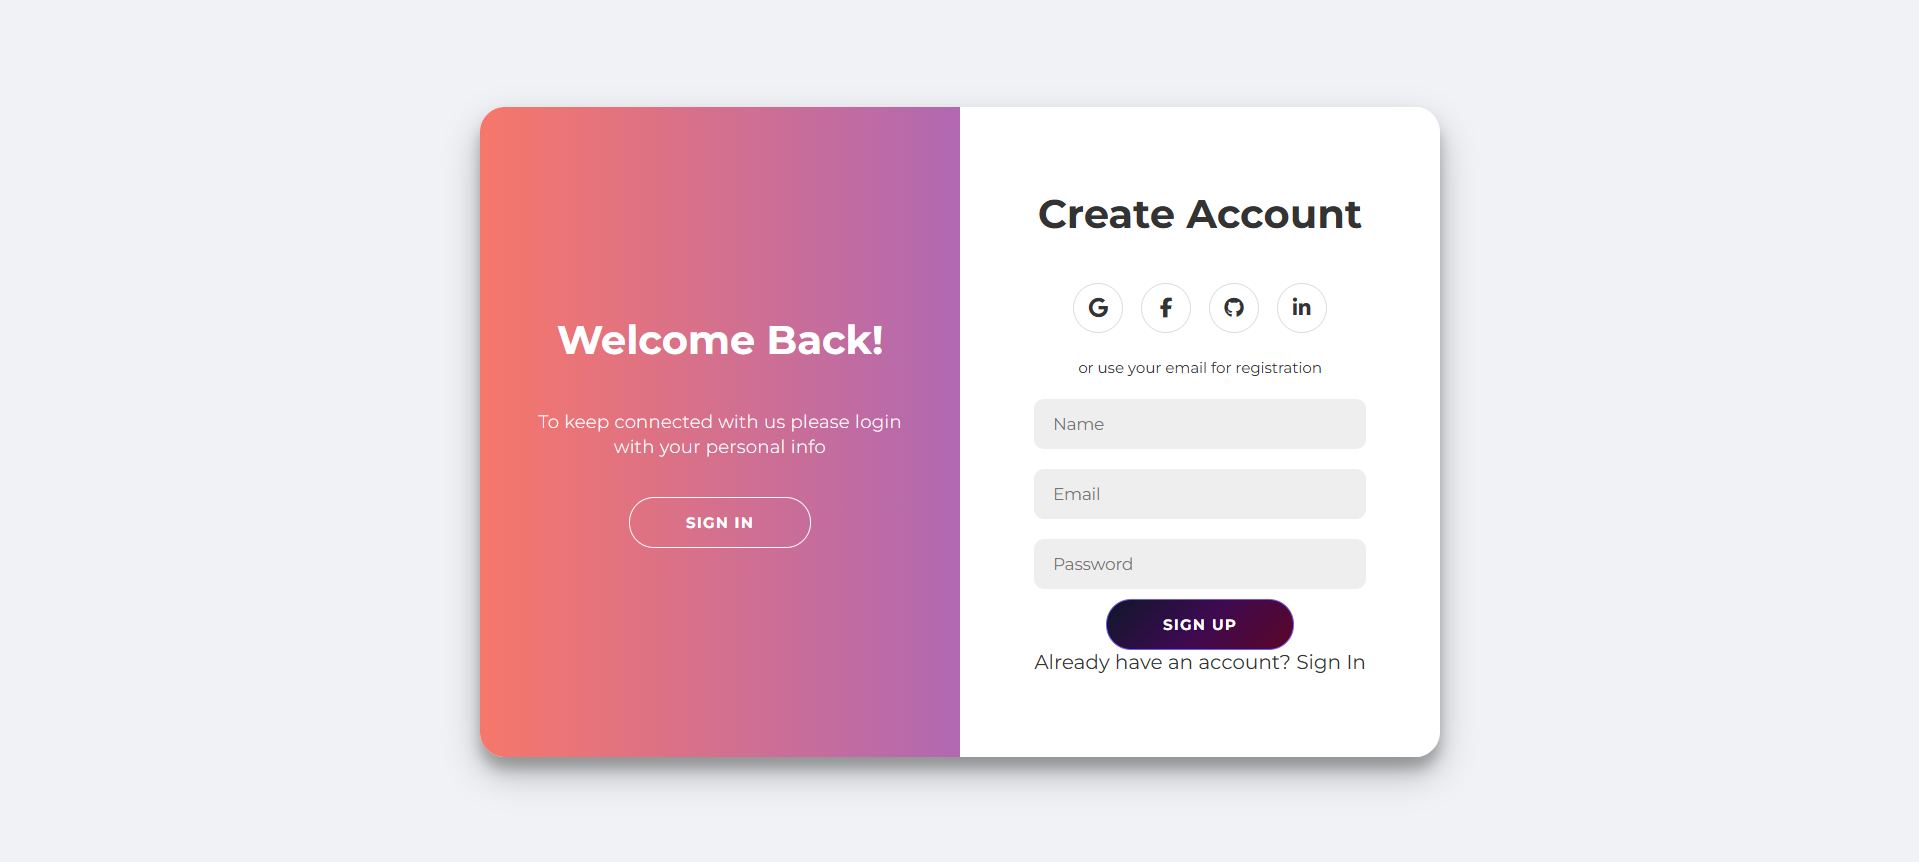 Welcome Back!
To keep connected with us please login
with your personal info
SIGN IN
Create Account
or use your email for registration
Name
Email
Password
SIGN UP
Already have an account? Sign In